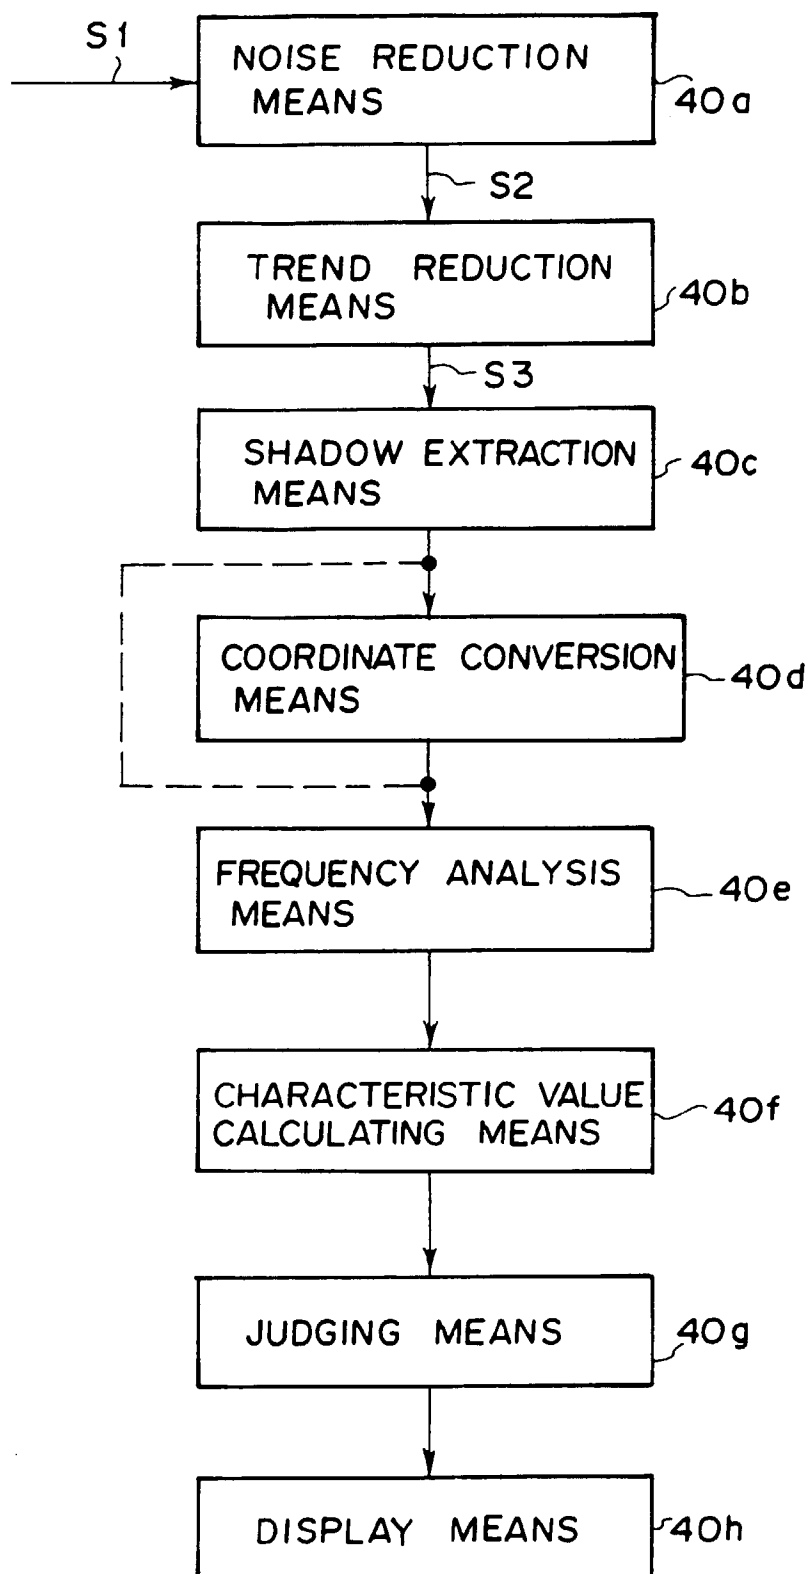 S1
NOISE REDUCTION
MEANS
40a
S2
TREND REDUCTION
MEANS
40b
S3
SHADOW EXTRACTION
MEANS
40c
COORDINATE CONVERSION
MEANS
40d
FREQUENCY ANALYSIS
MEANS
40e
CHARACTERISTIC VALUE
CALCULATING MEANS
40f
JUDGING MEANS
40g
DISPLAY MEANS
40h